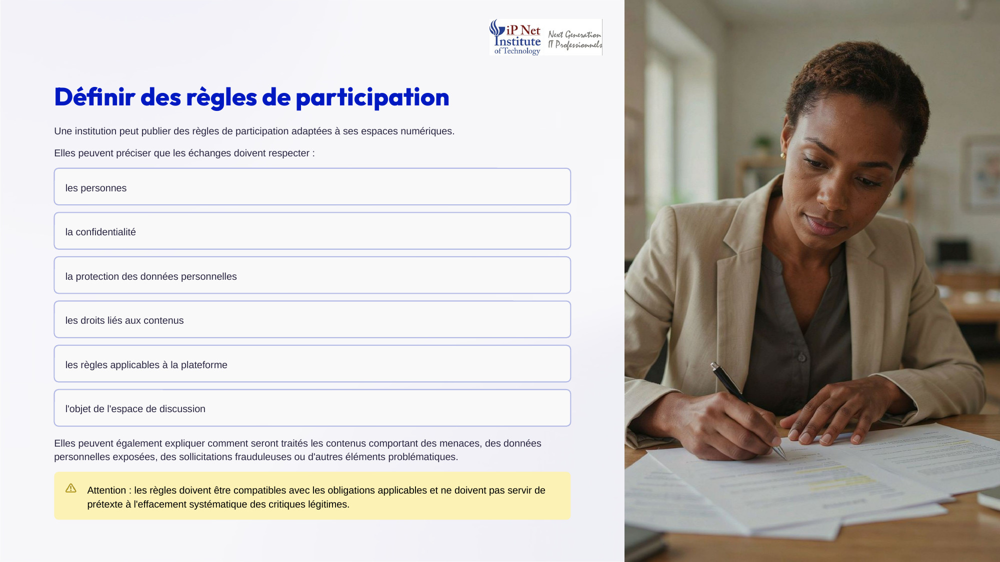 iP Net
Institute
of Technology
Next Generation
IT Professionnels
Définir des règles de participation
Une institution peut publier des règles de participation adaptées à ses espaces numériques.
Elles peuvent préciser que les échanges doivent respecter :
les personnes
la confidentialité
la protection des données personnelles
les droits liés aux contenus
les règles applicables à la plateforme
l'objet de l'espace de discussion
Elles peuvent également expliquer comment seront traités les contenus comportant des menaces, des données
personnelles exposées, des sollicitations frauduleuses ou d'autres éléments problématiques.
Attention : les règles doivent être compatibles avec les obligations applicables et ne doivent pas servir de
prétexte à l'effacement systématique des critiques légitimes.